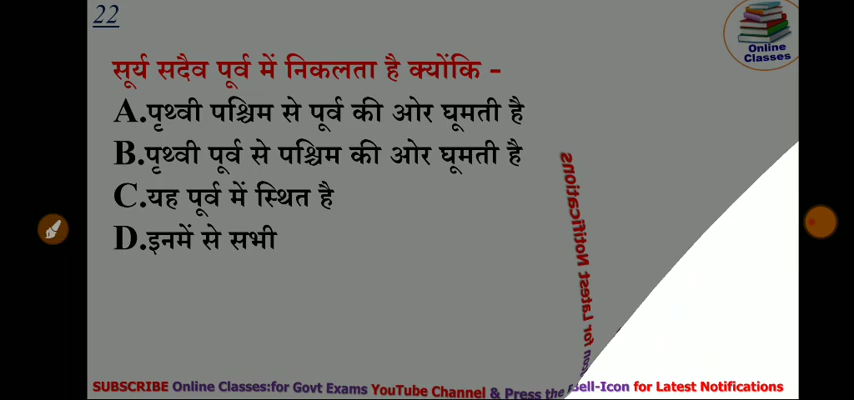 22
Online
Classes
सूर्य सदैव पूर्व में निकलता है क्योंकि -
A.पृथ्वी पश्चिम से पूर्व की ओर घूमती है
B.पृथ्वी पूर्व से पश्चिम की ओर घूमती है
C.यह पूर्व में स्थित है
D.इनमें से सभी
for Latest Notifications
SUBSCRIBE Online Classes:for Govt Exams YouTube Channel & Press the Bell-Icon for Latest Notifications